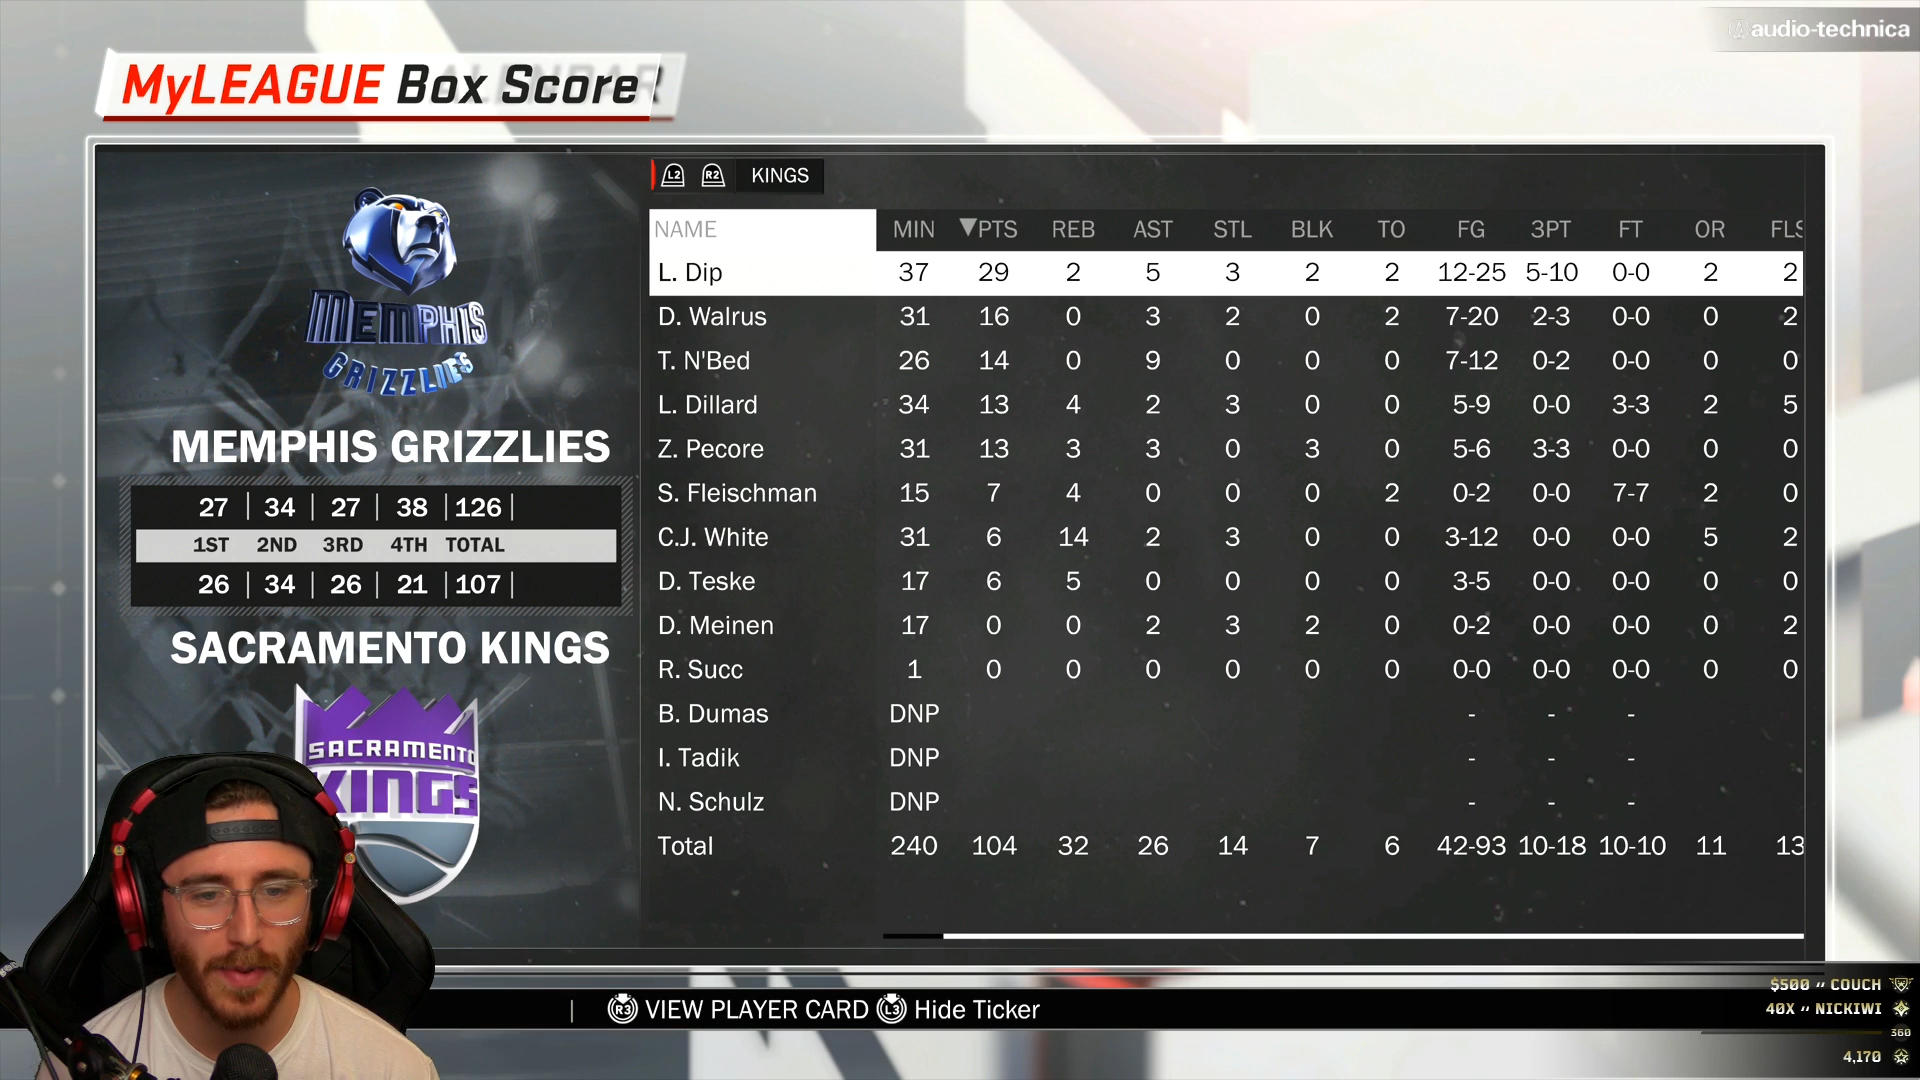 audio-technica
MyLEAGUE Box Score
L2 R2 KINGS
NAME MIN ▼PTS REB AST STL BLK TO FG 3PT FT OR FLS
L. Dip 37 29 2 5 3 2 2 12-25 5-10 0-0 2 2
D. Walrus 31 16 0 3 2 0 2 7-20 2-3 0-0 0 2
T. N'Bed 26 14 0 9 0 0 0 7-12 0-2 0-0 0 0
L. Dillard 34 13 4 2 3 0 0 5-9 0-0 3-3 2 5
Z. Pecore 31 13 3 3 0 3 0 5-6 3-3 0-0 0 0
S. Fleischman 15 7 4 0 0 0 2 0-2 0-0 7-7 2 0
C.J. White 31 6 14 2 3 0 0 3-12 0-0 0-0 5 2
D. Teske 17 6 5 0 0 0 0 3-5 0-0 0-0 0 0
D. Meinen 17 0 0 2 3 2 0 0-2 0-0 0-0 0 2
R. Succ 1 0 0 0 0 0 0 0-0 0-0 0-0 0 0
B. Dumas DNP - - -
I. Tadik DNP - - -
N. Schulz DNP - - -
Total 240 104 32 26 14 7 6 42-93 10-18 10-10 11 13
MEMPHIS
GRIZZLIES
MEMPHIS GRIZZLIES
27 | 34 | 27 | 38 | 126 |
1ST 2ND 3RD 4TH TOTAL
26 | 34 | 26 | 21 | 107 |
SACRAMENTO KINGS
SACRAMENTO
KINGS
| R3 VIEW PLAYER CARD L3 Hide Ticker
$500 // COUCH
40X // NICKIWI
360
4,170